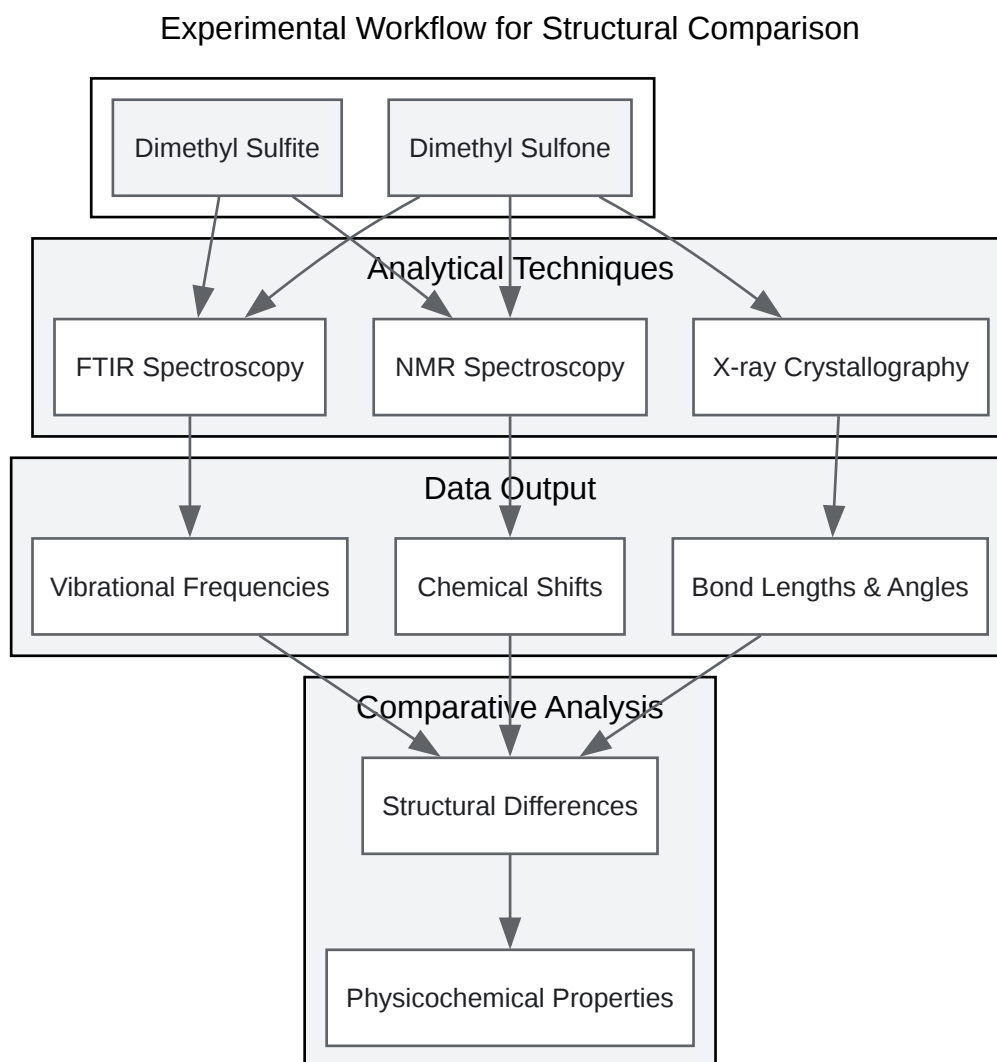 Experimental Workflow for Structural Comparison
Dimethyl Sulfite
Dimethyl Sulfone
Analytical Techniques
FTIR Spectroscopy
NMR Spectroscopy
X-ray Crystallography
Data Output
Vibrational Frequencies
Chemical Shifts
Bond Lengths & Angles
Comparative Analysis
Structural Differences
Physicochemical Properties